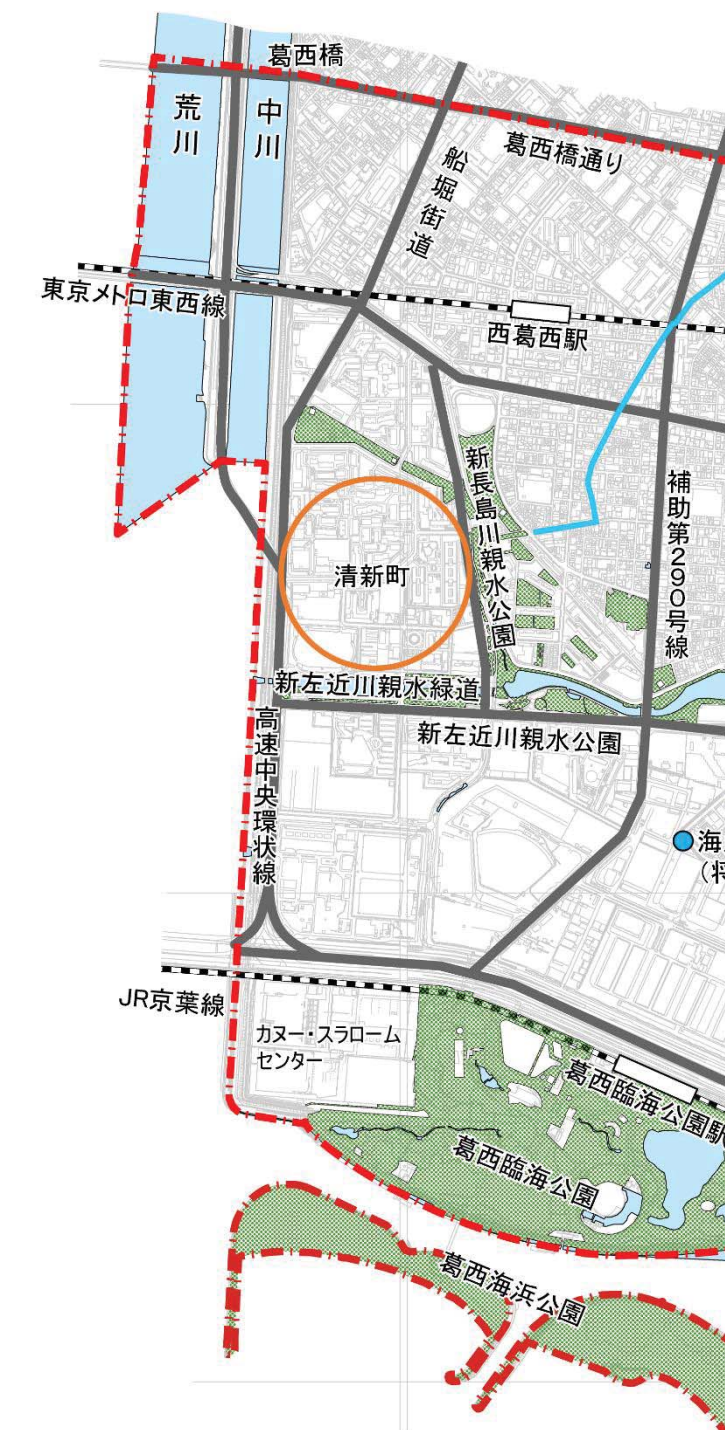 葛西橋
荒川
中川
葛西橋通り
船堀街道
東京メトロ東西線
西葛西駅
新長島川親水公園
補助第290号線
清新町
新左近川親水緑道
新左近川親水公園
高速中央環状線
海
(将
JR京葉線
カヌー・スラローム
センター
葛西臨海公園駅
葛西臨海公園
葛西海浜公園